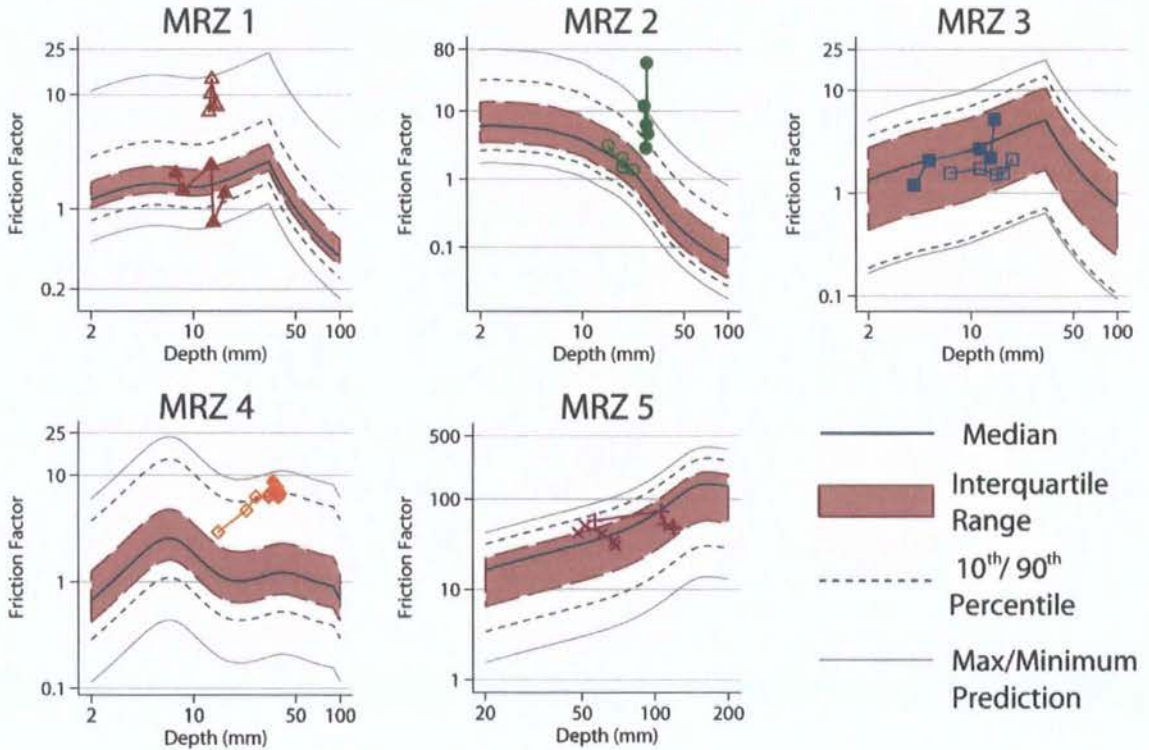 MRZ 1
25
10
1
0.2
Friction Factor
2
10
50
100
Depth (mm)
MRZ 2
80
10
1
0.1
Friction Factor
2
10
50
100
Depth (mm)
MRZ 3
25
10
1
0.1
Friction Factor
2
10
50
100
Depth (mm)
MRZ 4
25
10
1
0.1
Friction Factor
2
10
50
100
Depth (mm)
MRZ 5
500
100
10
1
Friction Factor
20
50
100
200
Depth (mm)
Median
Interquartile
Range
10th/ 90th
Percentile
Max/Minimum
Prediction